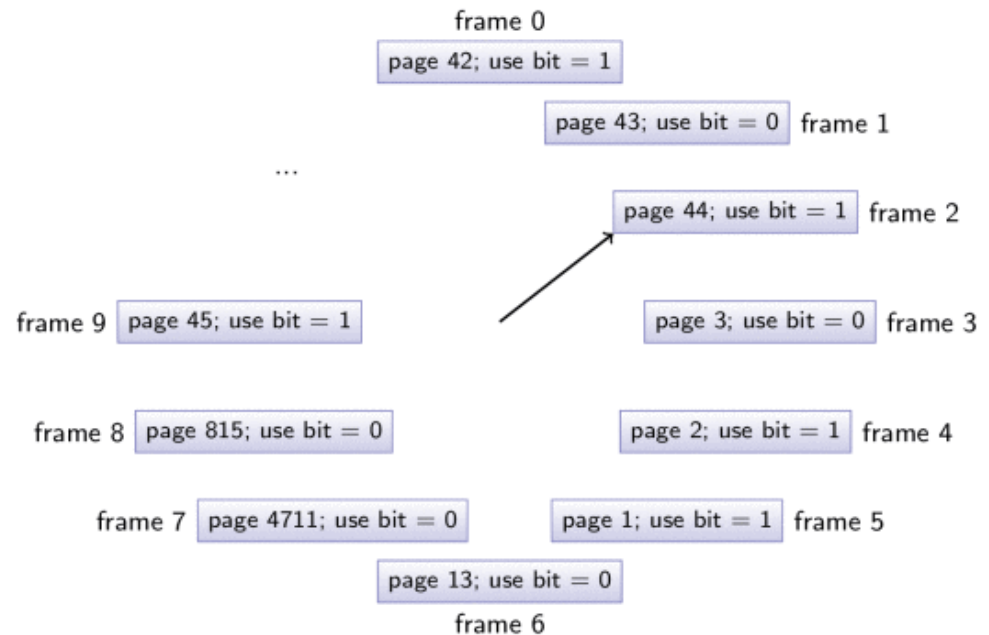 frame 0
page 42; use bit = 1
page 43; use bit = 0 frame 1
...
page 44; use bit = 1 frame 2
frame 9 page 45; use bit = 1
page 3; use bit = 0 frame 3
frame 8 page 815; use bit = 0
page 2; use bit = 1 frame 4
frame 7 page 4711; use bit = 0
page 1; use bit = 1 frame 5
page 13; use bit = 0
frame 6